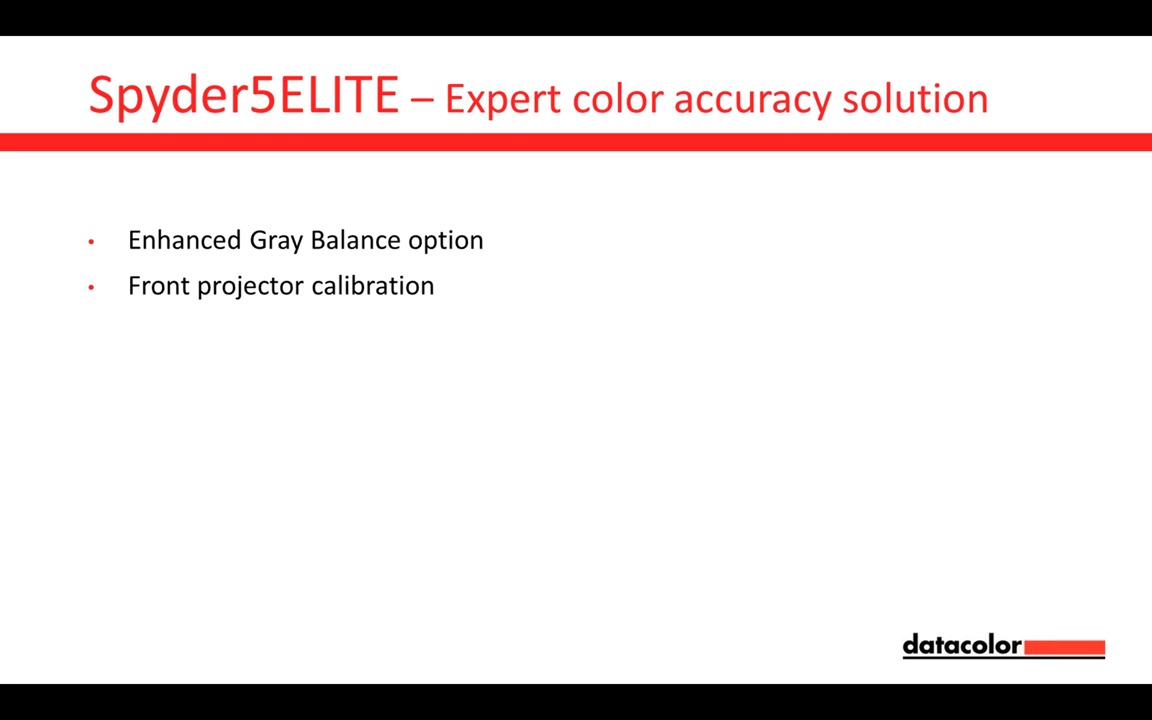 Spyder5ELITE – Expert color accuracy solution
• Enhanced Gray Balance option
• Front projector calibration
datacolor